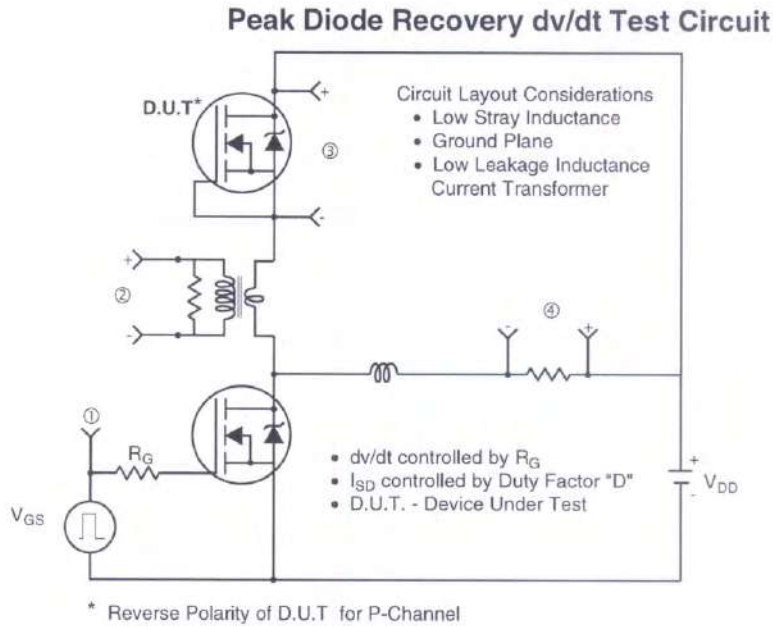 Peak Diode Recovery dv/dt Test Circuit
D.U.T*
+
③
-
Circuit Layout Considerations
• Low Stray Inductance
• Ground Plane
• Low Leakage Inductance
Current Transformer
+
②
-
-
④
+
①
RG
VGS
• dv/dt controlled by RG
• ISD controlled by Duty Factor "D"
• D.U.T. - Device Under Test
+
VDD
-
* Reverse Polarity of D.U.T for P-Channel